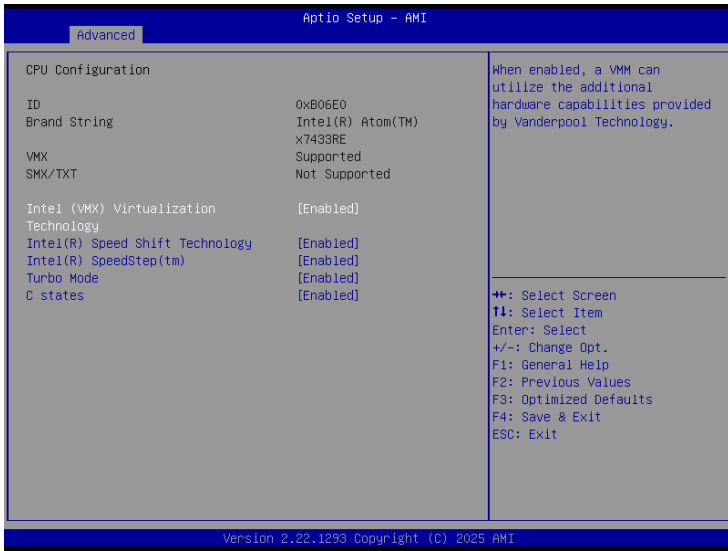 Aptio Setup - AMI
Advanced
CPU Configuration
ID 0xB06E0
Brand String Intel(R) Atom(TM)
x7433RE
VMX Supported
SMX/TXT Not Supported
Intel (VMX) Virtualization [Enabled]
Technology
Intel(R) Speed Shift Technology [Enabled]
Intel(R) SpeedStep(tm) [Enabled]
Turbo Mode [Enabled]
C states [Enabled]
When enabled, a VMM can
utilize the additional
hardware capabilities provided
by Vanderpool Technology.
→←: Select Screen
↑↓: Select Item
Enter: Select
+/-: Change Opt.
F1: General Help
F2: Previous Values
F3: Optimized Defaults
F4: Save & Exit
ESC: Exit
Version 2.22.1293 Copyright (C) 2025 AMI